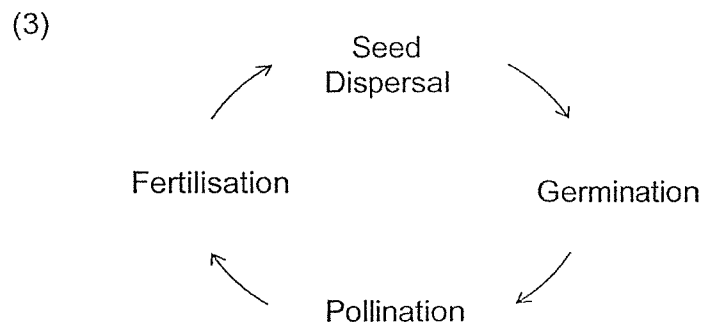 (3)
Seed
Dispersal
Fertilisation
Germination
Pollination